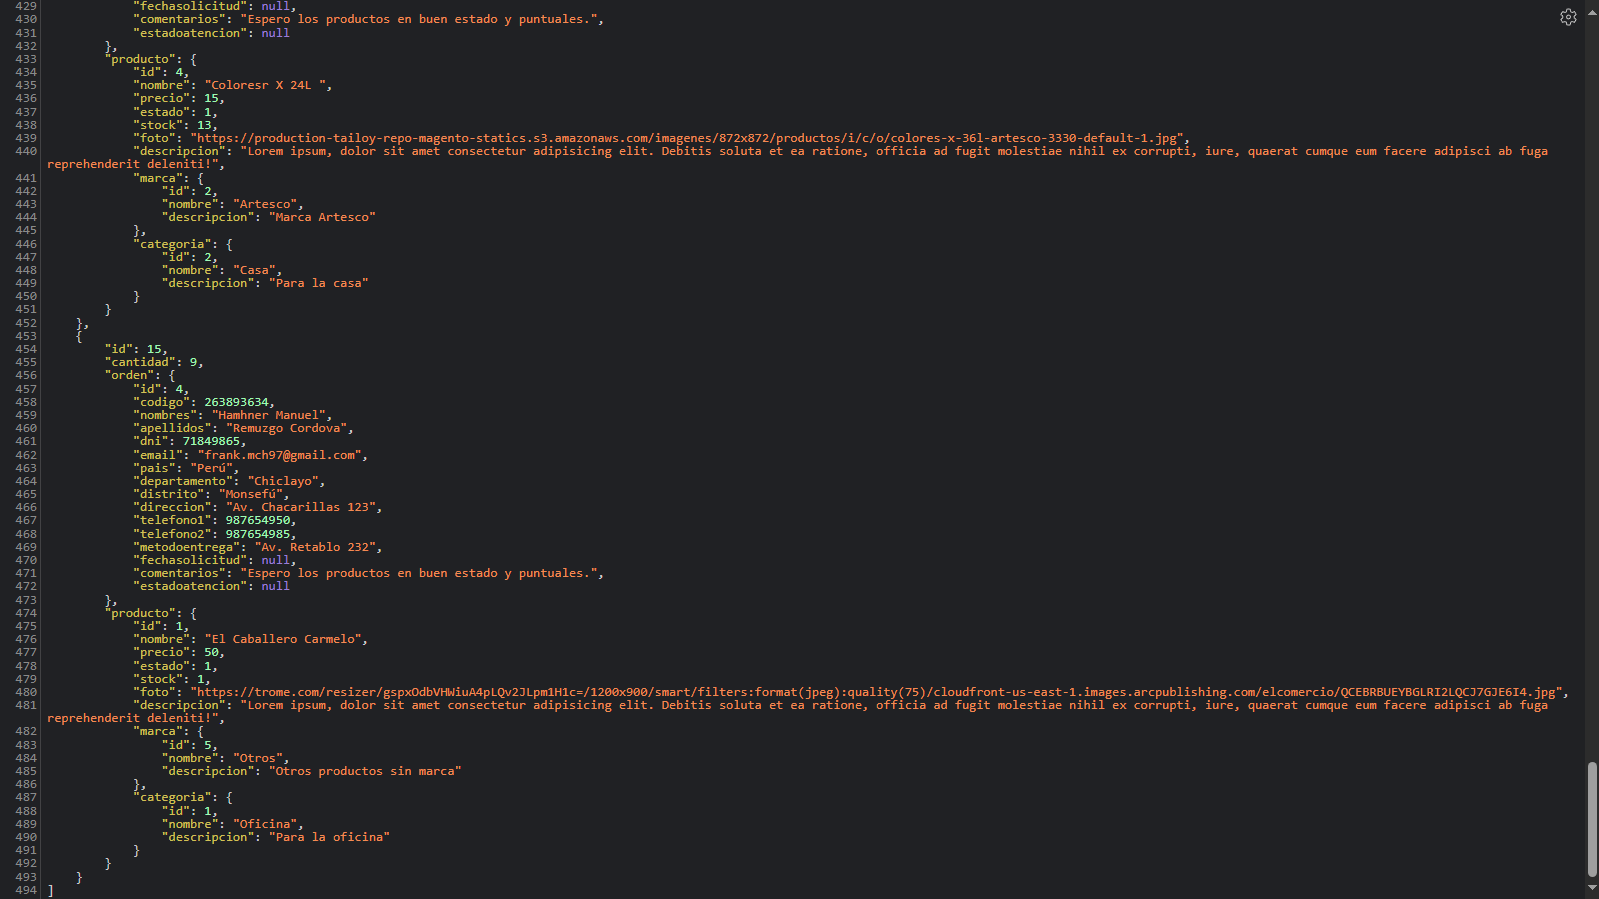 429 "fechasolicitud": null,
430 "comentarios": "Espero los productos en buen estado y puntuales.",
431 "estadoatencion": null
432 },
433 "producto": {
434 "id": 4,
435 "nombre": "Coloresr X 24L ",
436 "precio": 15,
437 "estado": 1,
438 "stock": 13,
439 "foto": "https://production-tailoy-repo-magento-statics.s3.amazonaws.com/imagenes/872x872/productos/i/c/o/colores-x-36l-artesco-3330-default-1.jpg",
440 "descripcion": "Lorem ipsum, dolor sit amet consectetur adipisicing elit. Debitis soluta et ea ratione, officia ad fugit molestiae nihil ex corrupti, iure, quaerat cumque eum facere adipisci ab fuga
reprehenderit deleniti!",
441 "marca": {
442 "id": 2,
443 "nombre": "Artesco",
444 "descripcion": "Marca Artesco"
445 },
446 "categoria": {
447 "id": 2,
448 "nombre": "Casa",
449 "descripcion": "Para la casa"
450 }
451 }
452 },
453 {
454 "id": 15,
455 "cantidad": 9,
456 "orden": {
457 "id": 4,
458 "codigo": 263893634,
459 "nombres": "Hamhner Manuel",
460 "apellidos": "Remuzgo Cordova",
461 "dni": 71849865,
462 "email": "frank.mch97@gmail.com",
463 "pais": "Perú",
464 "departamento": "Chiclayo",
465 "distrito": "Monsefú",
466 "direccion": "Av. Chacarillas 123",
467 "telefono1": 987654950,
468 "telefono2": 987654985,
469 "metodoentrega": "Av. Retablo 232",
470 "fechasolicitud": null,
471 "comentarios": "Espero los productos en buen estado y puntuales.",
472 "estadoatencion": null
473 },
474 "producto": {
475 "id": 1,
476 "nombre": "El Caballero Carmelo",
477 "precio": 50,
478 "estado": 1,
479 "stock": 1,
480 "foto": "https://trome.com/resizer/gspxOdbVHWiuA4pLQv2JLpm1H1c=/1200x900/smart/filters:format(jpeg):quality(75)/cloudfront-us-east-1.images.arcpublishing.com/elcomercio/QCEBRBUEYBGLRI2LQCJ7GJE6I4.jpg",
481 "descripcion": "Lorem ipsum, dolor sit amet consectetur adipisicing elit. Debitis soluta et ea ratione, officia ad fugit molestiae nihil ex corrupti, iure, quaerat cumque eum facere adipisci ab fuga
reprehenderit deleniti!",
482 "marca": {
483 "id": 5,
484 "nombre": "Otros",
485 "descripcion": "Otros productos sin marca"
486 },
487 "categoria": {
488 "id": 1,
489 "nombre": "Oficina",
490 "descripcion": "Para la oficina"
491 }
492 }
493 }
494 ]